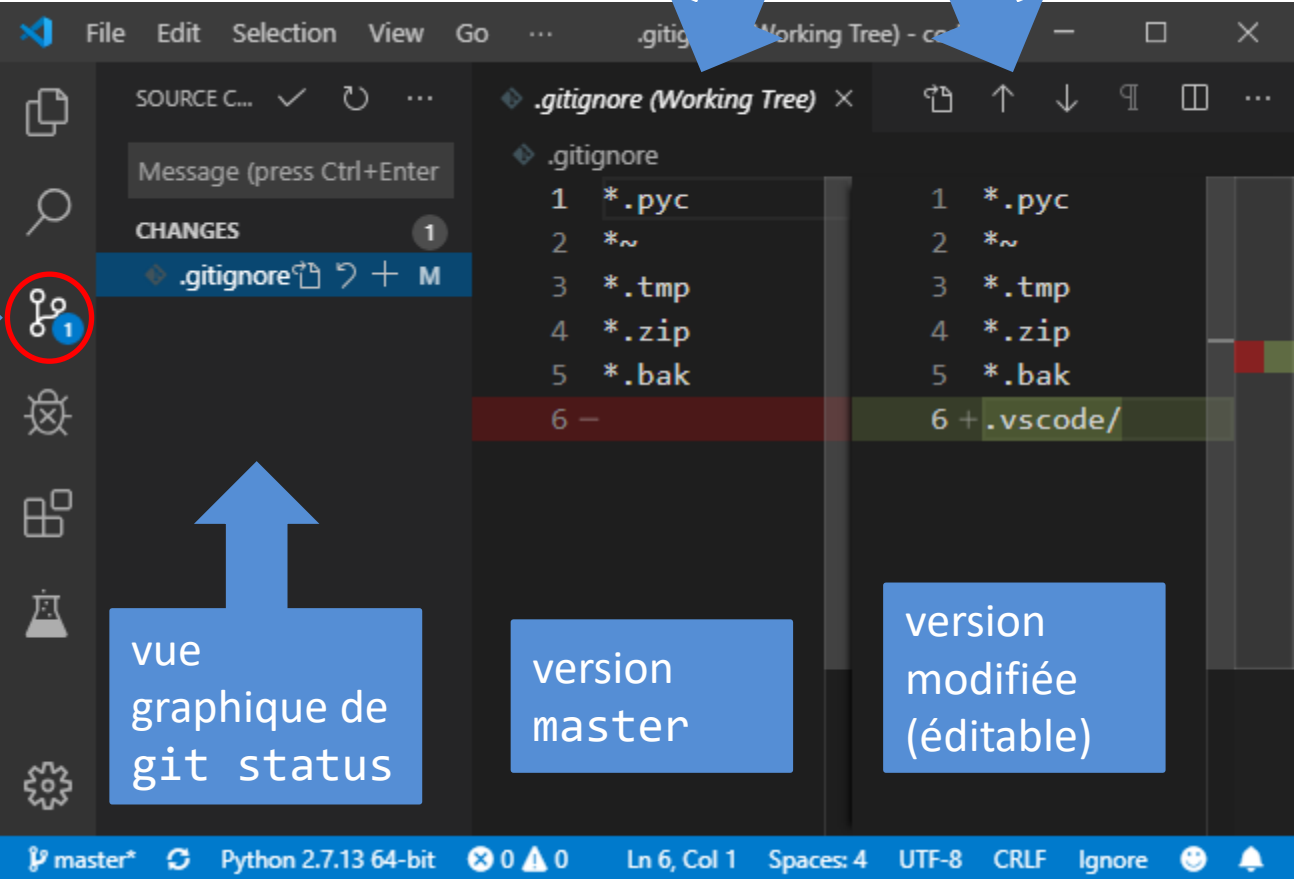 File Edit Selection View Go ··· .gitig Working Tree) - co
SOURCE C... ···
.gitignore (Working Tree) ×
Message (press Ctrl+Enter
.gitignore
CHANGES 1
.gitignore M
1
1 *.pyc
2 *~
3 *.tmp
4 *.zip
5 *.bak
6 −
1 *.pyc
2 *~
3 *.tmp
4 *.zip
5 *.bak
6 + .vscode/
vue
graphique de
git status
version
master
version
modifiée
(éditable)
master* Python 2.7.13 64-bit 0 0 Ln 6, Col 1 Spaces: 4 UTF-8 CRLF Ignore